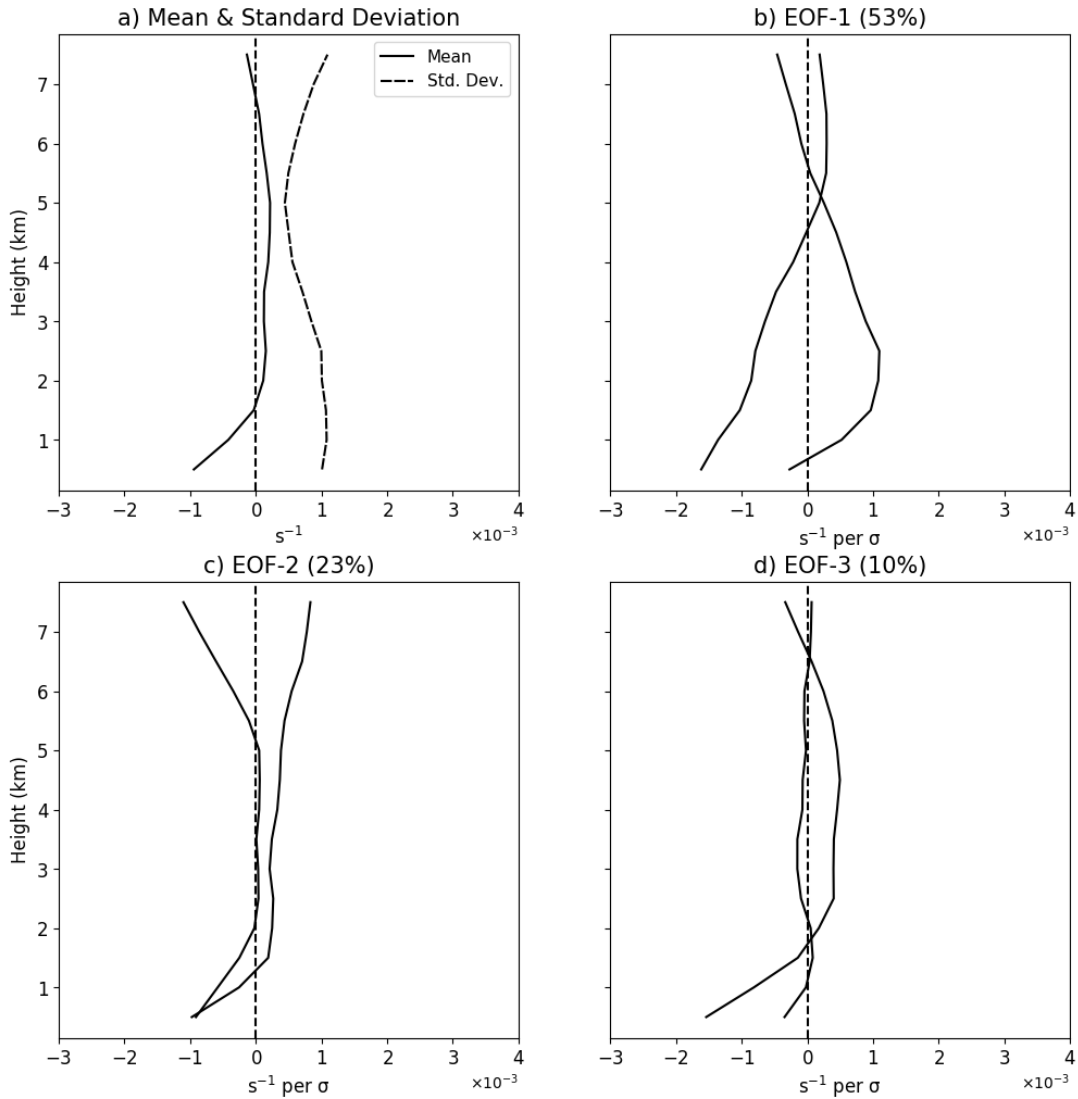 a) Mean & Standard Deviation
Mean
Std. Dev.
Height (km)
7
6
5
4
3
2
1
−3 −2 −1 0 1 2 3 4
s⁻¹
×10⁻³
b) EOF-1 (53%)
−3 −2 −1 0 1 2 3 4
s⁻¹ per σ
×10⁻³
c) EOF-2 (23%)
Height (km)
7
6
5
4
3
2
1
−3 −2 −1 0 1 2 3 4
s⁻¹ per σ
×10⁻³
d) EOF-3 (10%)
−3 −2 −1 0 1 2 3 4
s⁻¹ per σ
×10⁻³